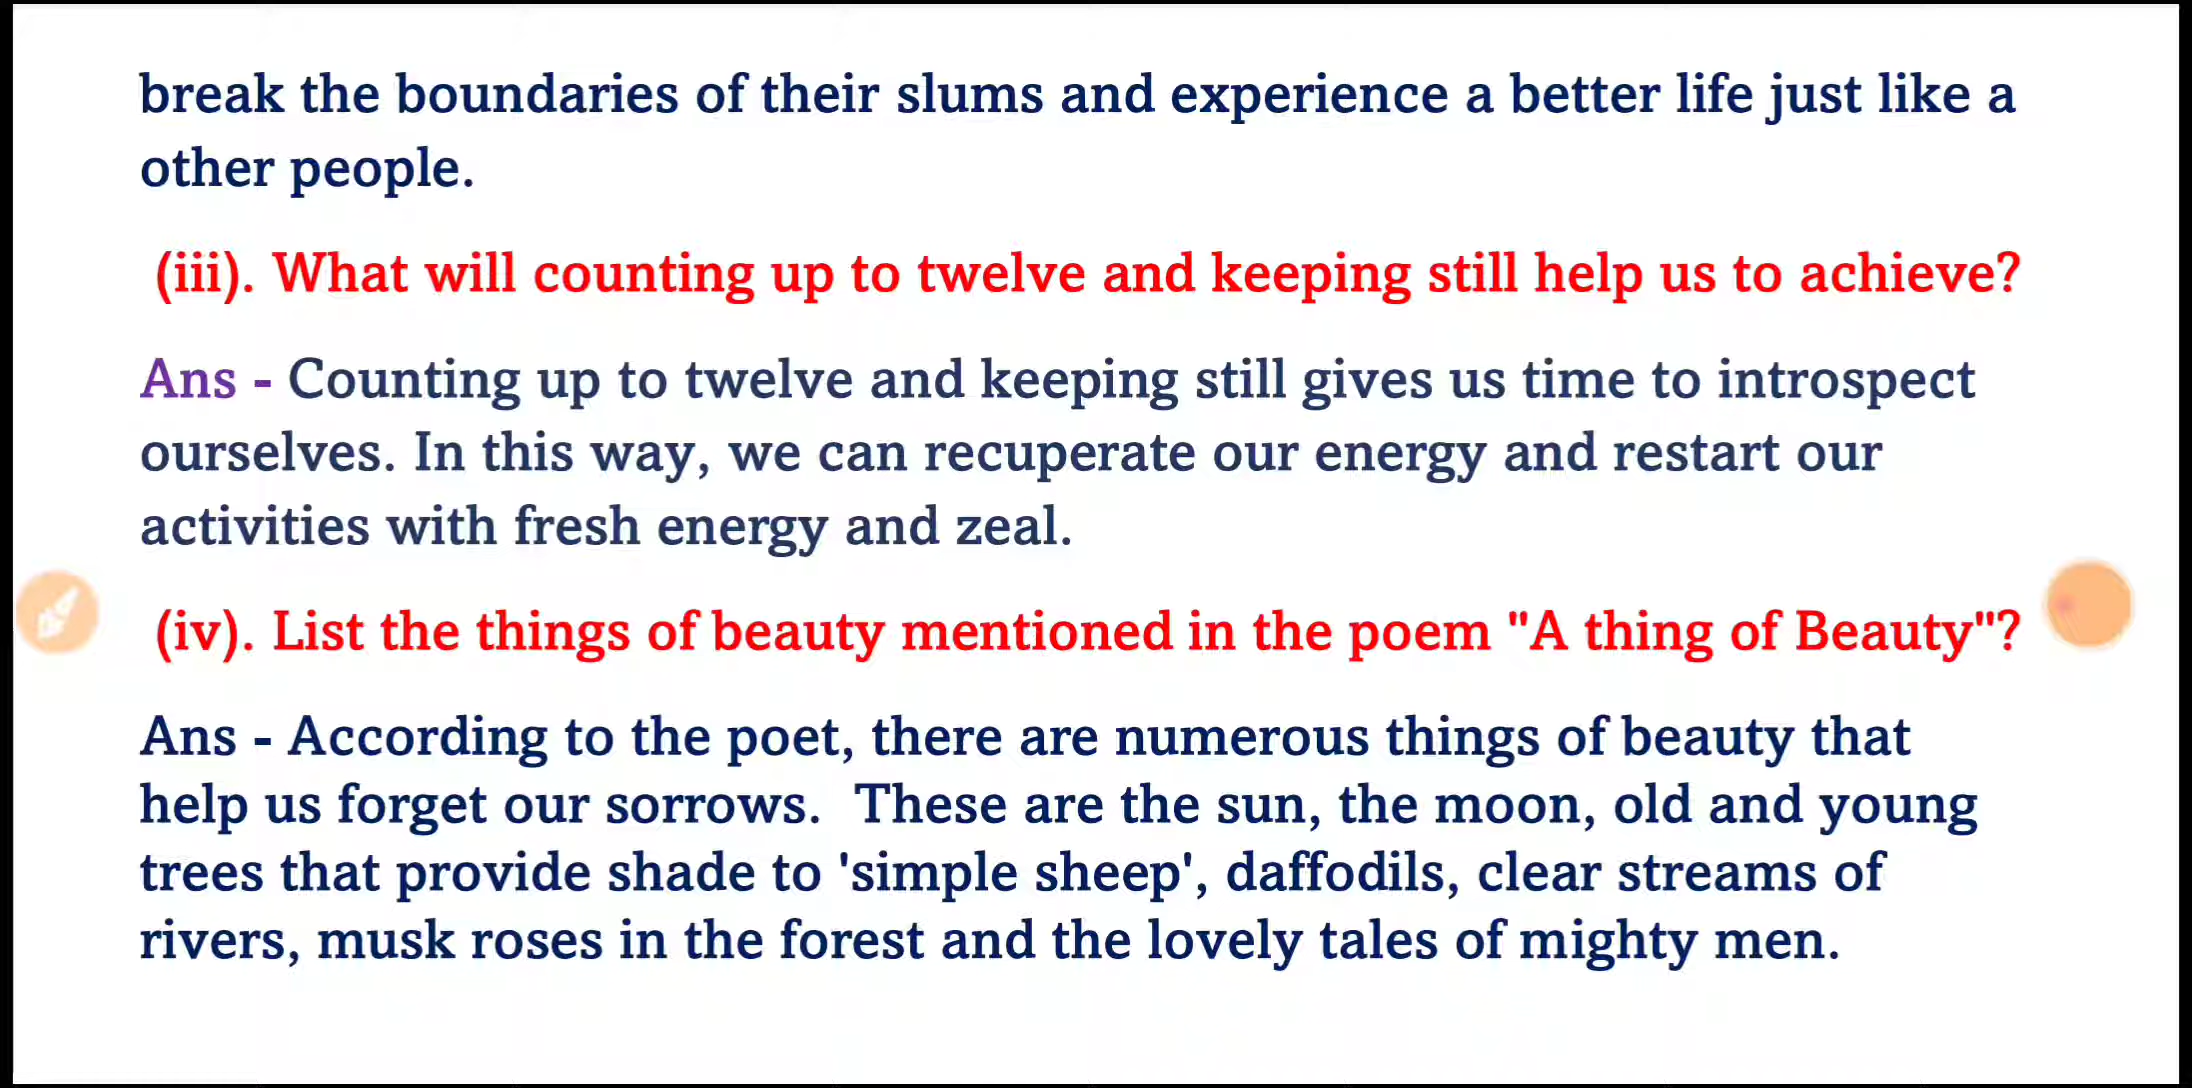 break the boundaries of their slums and experience a better life just like a
other people.
(iii). What will counting up to twelve and keeping still help us to achieve?
Ans - Counting up to twelve and keeping still gives us time to introspect
ourselves. In this way, we can recuperate our energy and restart our
activities with fresh energy and zeal.
(iv). List the things of beauty mentioned in the poem "A thing of Beauty"?
Ans - According to the poet, there are numerous things of beauty that
help us forget our sorrows.  These are the sun, the moon, old and young
trees that provide shade to 'simple sheep', daffodils, clear streams of
rivers, musk roses in the forest and the lovely tales of mighty men.